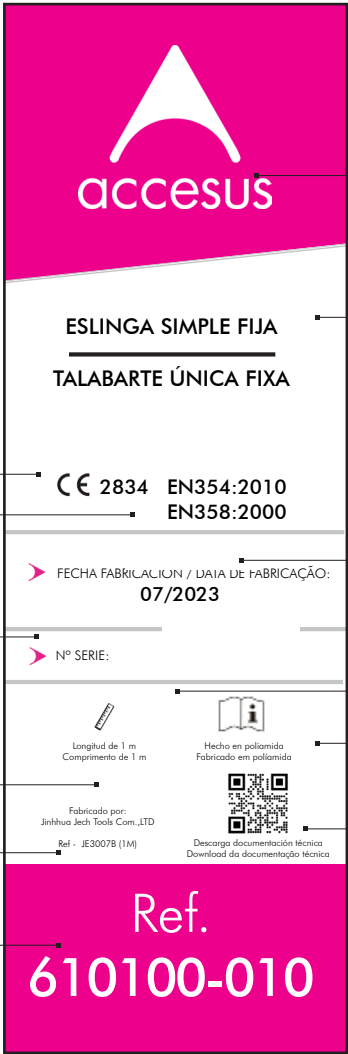 accesus
ESLINGA SIMPLE FIJA
TALABARTE ÚNICA FIXA
CE 2834 EN354:2010
EN358:2000
FECHA FABRICACIÓN / DATA DE FABRICAÇÃO:
07/2023
Nº SERIE:
Longitud de 1 m
Comprimento de 1 m
Hecho en poliamida
Fabricado em poliamida
Fabricado por:
Jinhhua Jech Tools Com.,LTD
Ref - JE3007B (1M)
Descarga documentación técnica
Download da documentação técnica
Ref.
610100-010